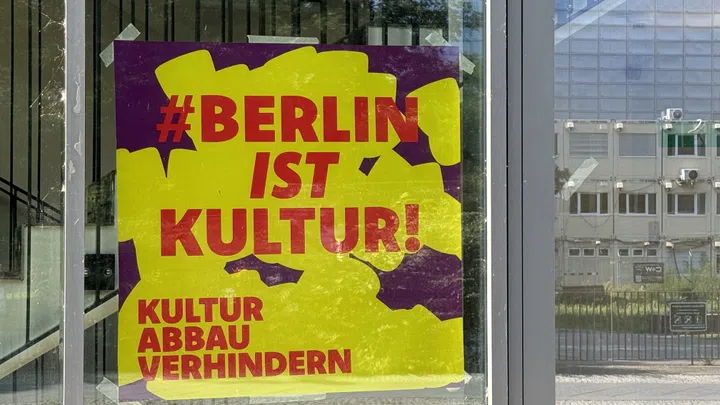 #BERLIN
IST
KULTUR!
KULTUR
ABBAU
VERHINDERN